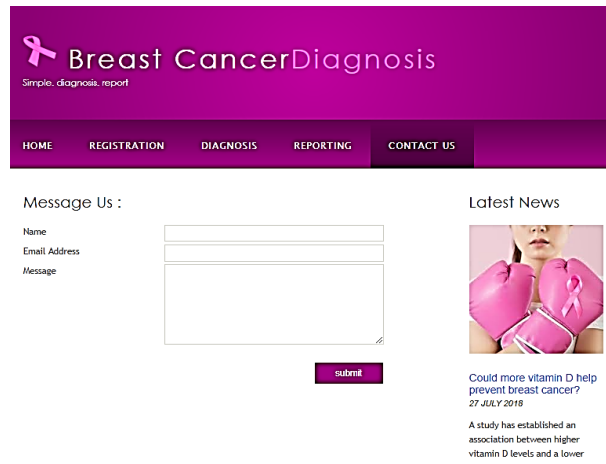 Breast CancerDiagnosis
Simple, diagnosis, report
HOME REGISTRATION DIAGNOSIS REPORTING CONTACT US
Message Us :
Name
Email Address
Message
submit
Latest News
Could more vitamin D help
prevent breast cancer?
27 JULY 2018
A study has established an
association between higher
vitamin D levels and a lower